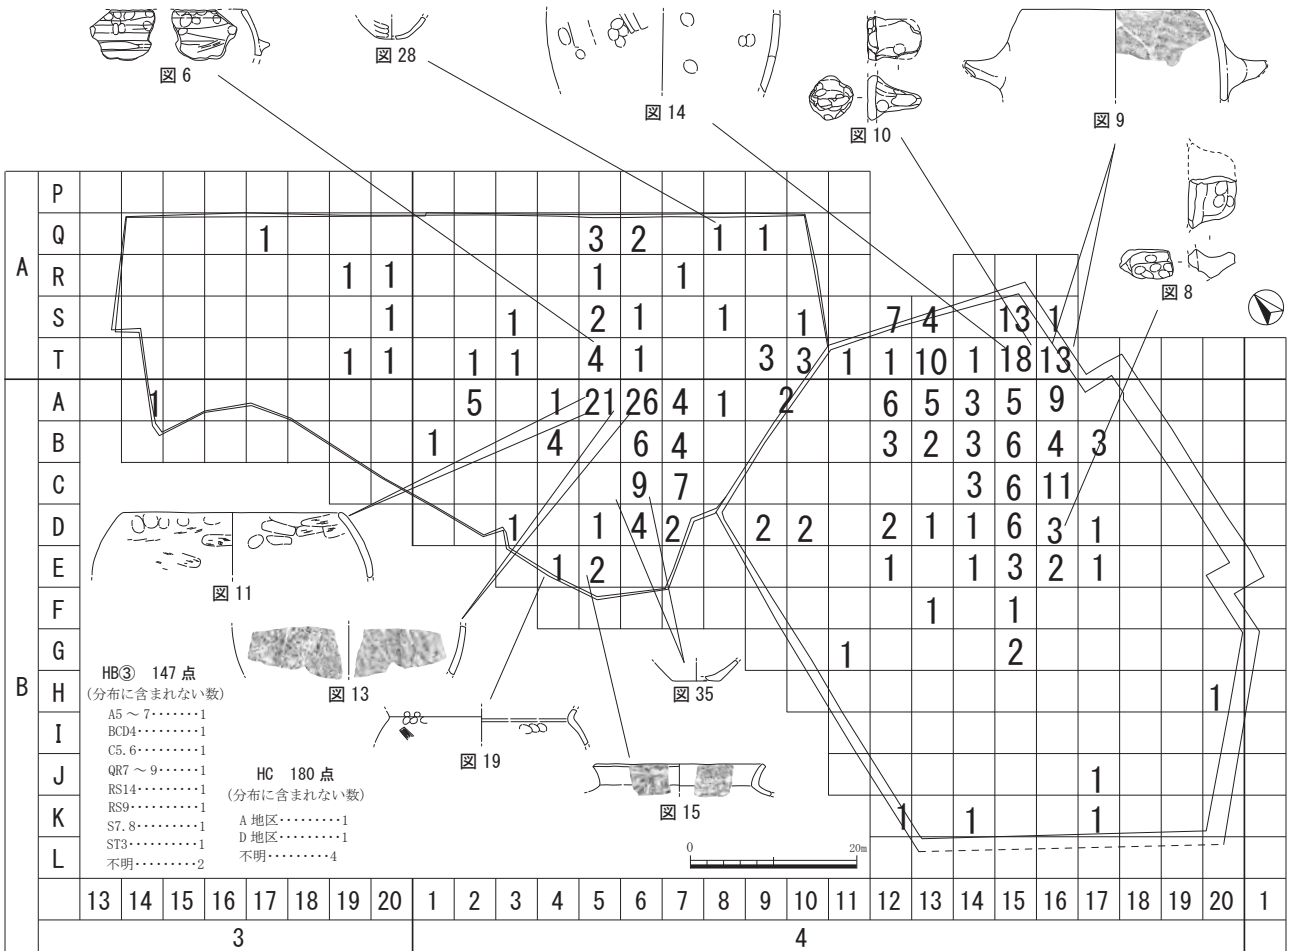 図 6
図 28
図 14
図 10
図 9
図 8
A
P
Q 1 3 2 1 1
R 1 1 1 1
S 1 1 2 1 1 1 7 4 13 1
T 1 1 1 1 4 1 3 3 1 1 10 1 18 13
B
A 1 5 1 21 26 4 1 2 6 5 3 5 9
B 1 4 6 4 3 2 3 6 4 3
C 9 7 3 6 11
D 1 1 4 2 2 2 2 1 1 6 3 1
E 1 2 1 1 3 2 1
F 1 1
G 1 2
H 1
I
J 1
K 1 1 1
L
図 11
図 13
図 35
図 19
図 15
HB③ 147 点
(分布に含まれない数)
A5 ～ 7・・・・・・・1
BCD4・・・・・・・・・1
C5.6・・・・・・・・・1
QR7 ～ 9・・・・・・1
RS14・・・・・・・・・1
RS9・・・・・・・・・・1
S7.8・・・・・・・・・1
ST3・・・・・・・・・・1
不明・・・・・・・・・2
HC 180 点
(分布に含まれない数)
A 地区・・・・・・・・・1
D 地区・・・・・・・・・1
不明・・・・・・・・・4
0 20m
13 14 15 16 17 18 19 20 1 2 3 4 5 6 7 8 9 10 11 12 13 14 15 16 17 18 19 20 1
3 4